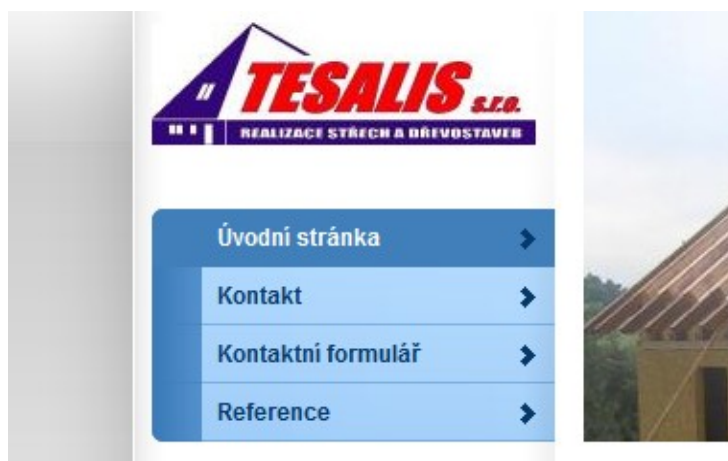 TESALIS s.r.o.
REALIZACE STŘECH A DŘEVOSTAVEB
Úvodní stránka
Kontakt
Kontaktní formulář
Reference